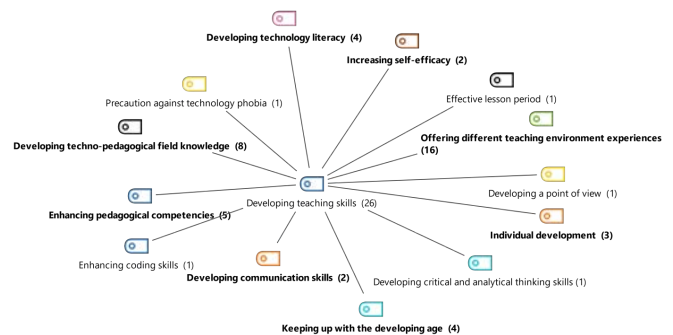 Developing technology literacy (4)
Increasing self-efficacy (2)
Precaution against technology phobia (1)
Effective lesson period (1)
Developing techno-pedagogical field knowledge (8)
Offering different teaching environment experiences
(16)
Developing a point of view (1)
Enhancing pedagogical competencies (5)
Developing teaching skills (26)
Individual development (3)
Enhancing coding skills (1)
Developing communication skills (2)
Developing critical and analytical thinking skills (1)
Keeping up with the developing age (4)